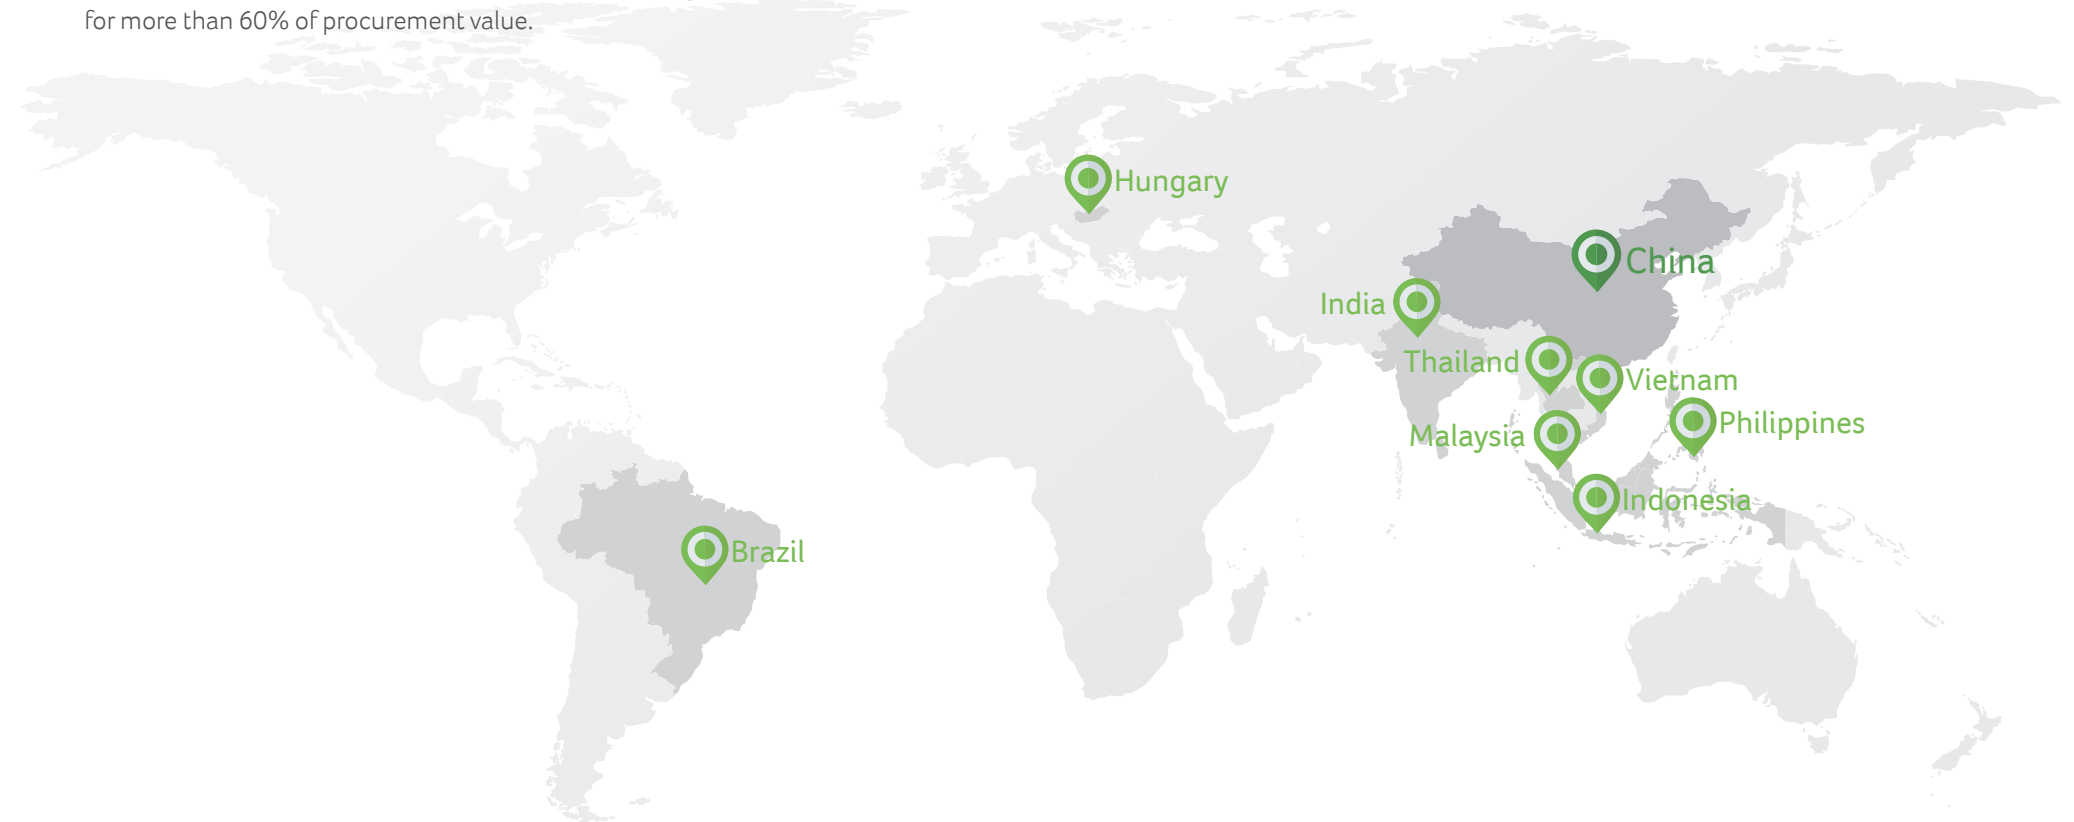 for more than 60% of procurement value.
Hungary
China
India
Thailand
Vietnam
Philippines
Malaysia
Indonesia
Brazil